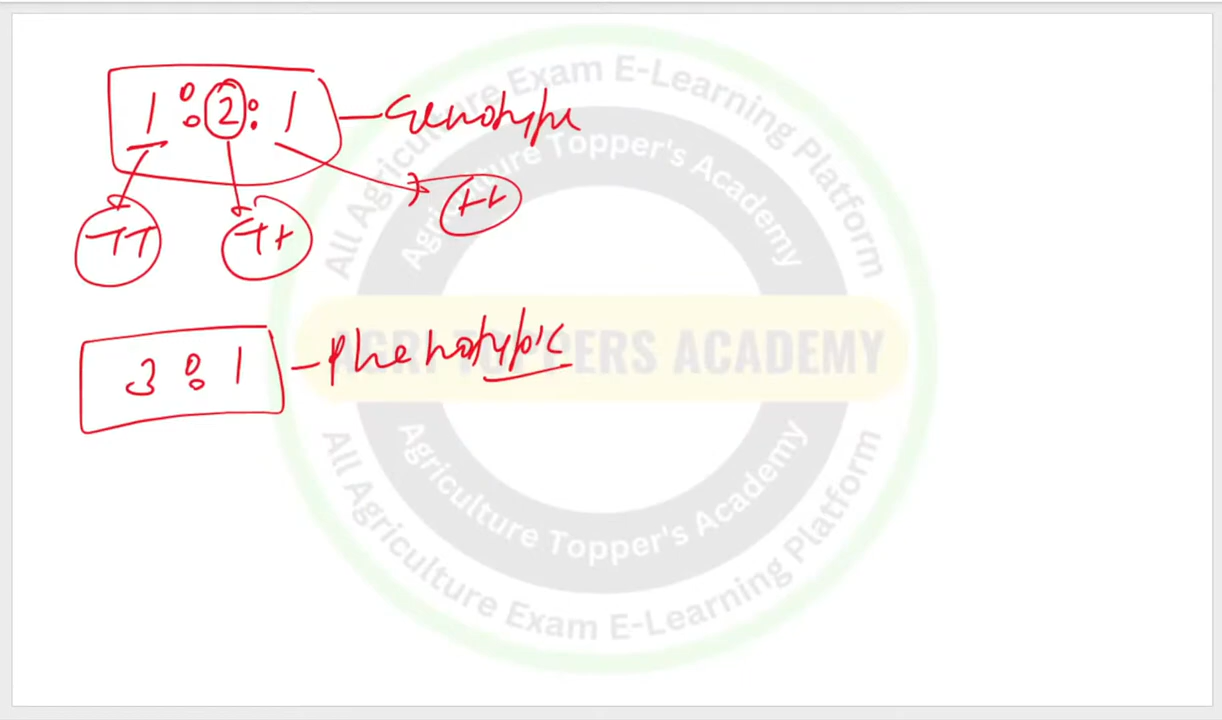 1 : 2 : 1 - Genotype
TT Tt tt
3 : 1 - Phenotypic
All Agriculture Exam E-Learning Platform
Agriculture Topper's Academy
AGRI TOPPERS ACADEMY
Agriculture Topper's Academy
All Agriculture Exam E-Learning Platform